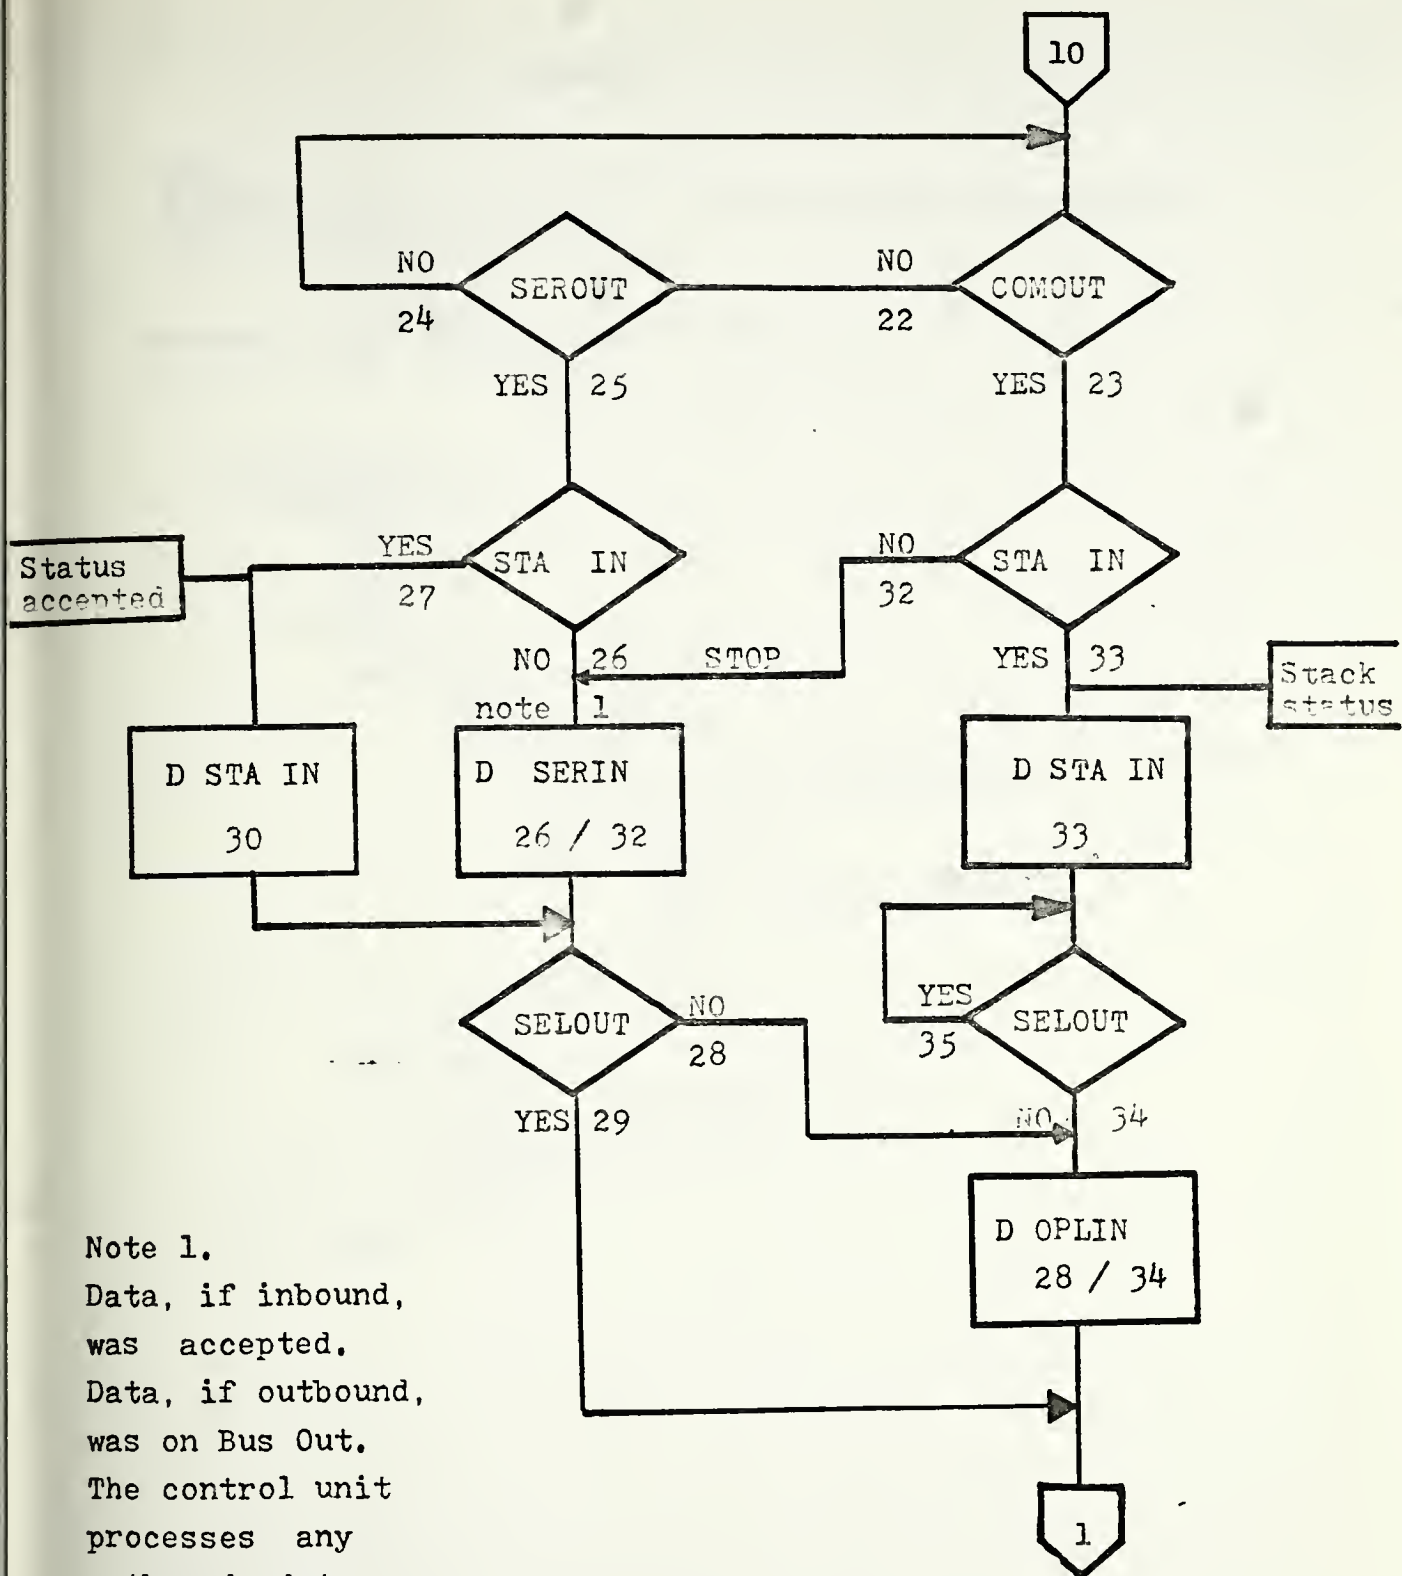 10
NO
SEROUT
NO
COMOUT
24
22
YES 25
YES 23
Status
accepted
YES
STA IN
NO
STA IN
27
32
NO 26
STOP
YES 33
Stack
status
note 1
D STA IN
30
D SERIN
26 / 32
D STA IN
33
SELOUT
NO
28
YES
35
SELOUT
YES 29
NO 34
D OPLIN
28 / 34
Note 1.
Data, if inbound,
was accepted.
Data, if outbound,
was on Bus Out.
The control unit
processes any
1